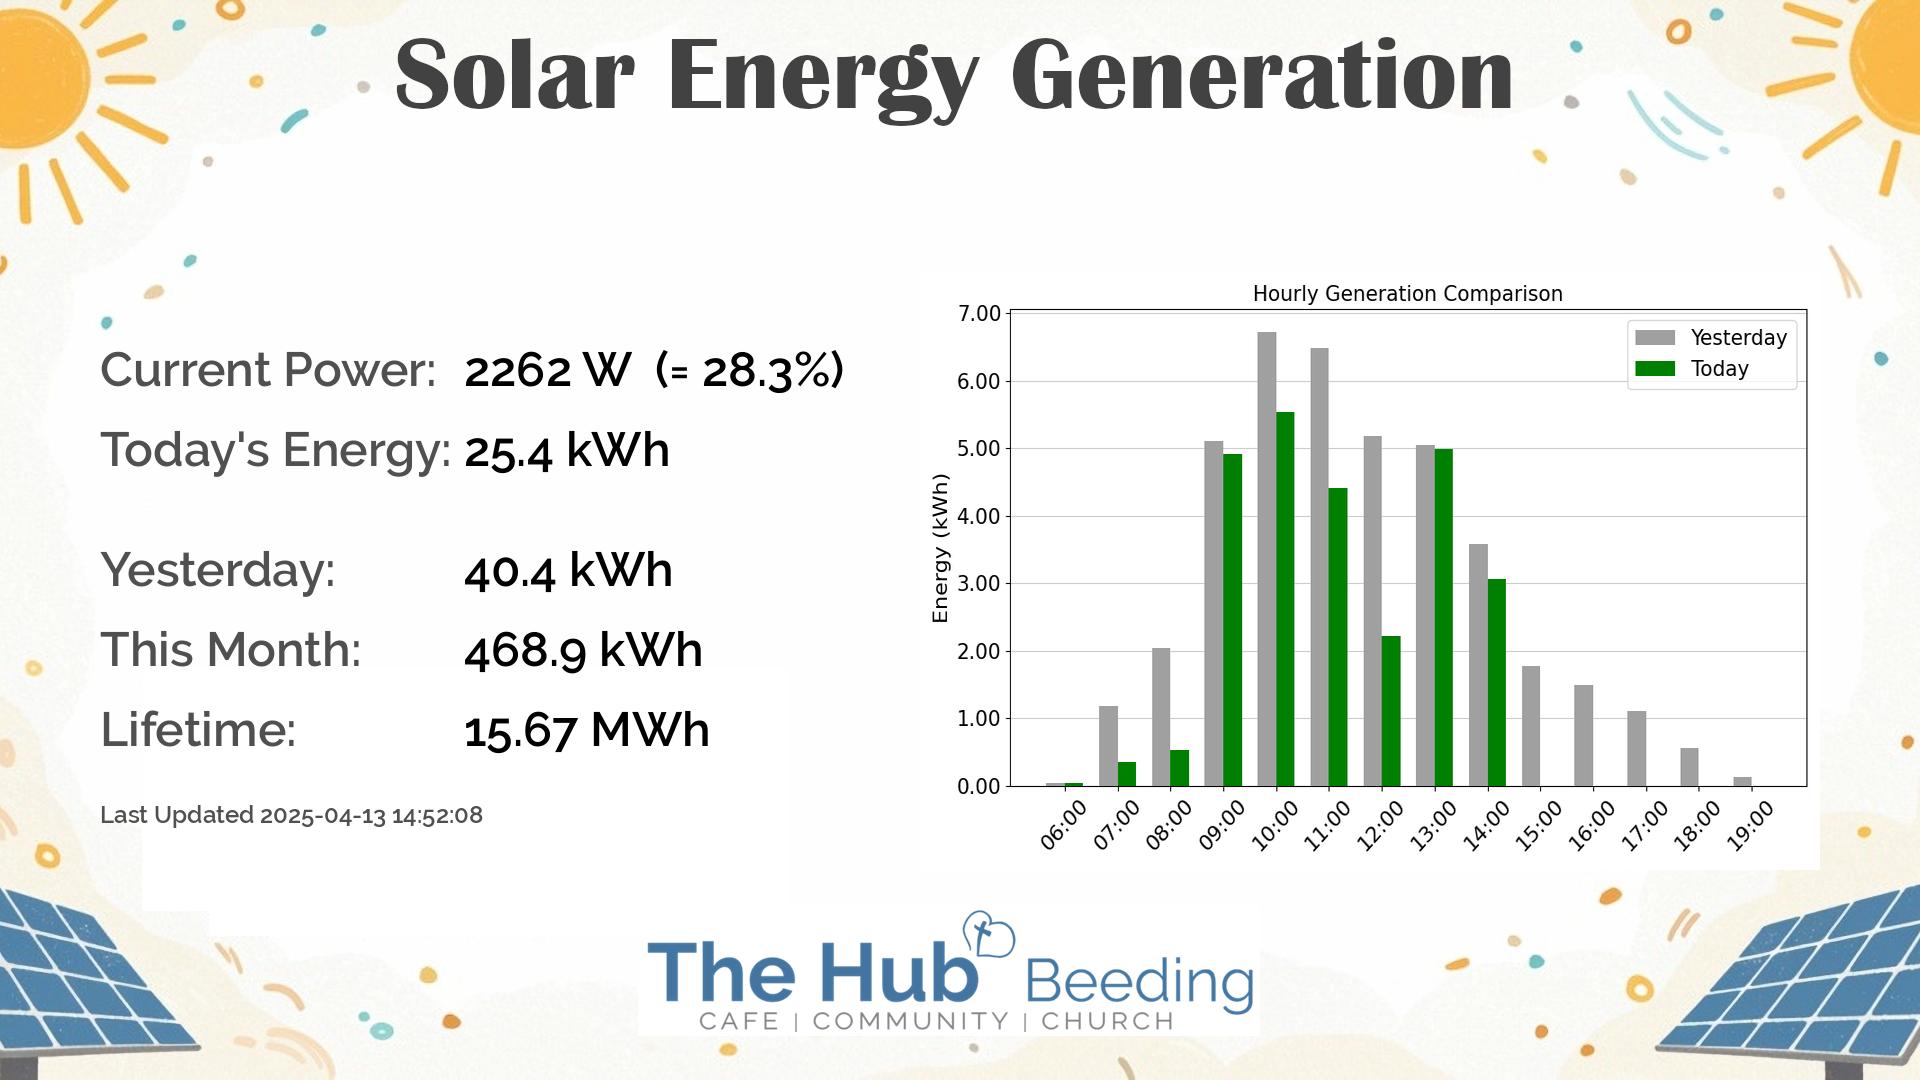 Solar Energy Generation
Current Power: 2262 W (= 28.3%)
Today's Energy: 25.4 kWh
Yesterday: 40.4 kWh
This Month: 468.9 kWh
Lifetime: 15.67 MWh
Last Updated 2025-04-13 14:52:08
Hourly Generation Comparison
Yesterday
Today
Energy (kWh)
7.00
6.00
5.00
4.00
3.00
2.00
1.00
0.00
06:00 07:00 08:00 09:00 10:00 11:00 12:00 13:00 14:00 15:00 16:00 17:00 18:00 19:00
The Hub Beeding
CAFE | COMMUNITY | CHURCH